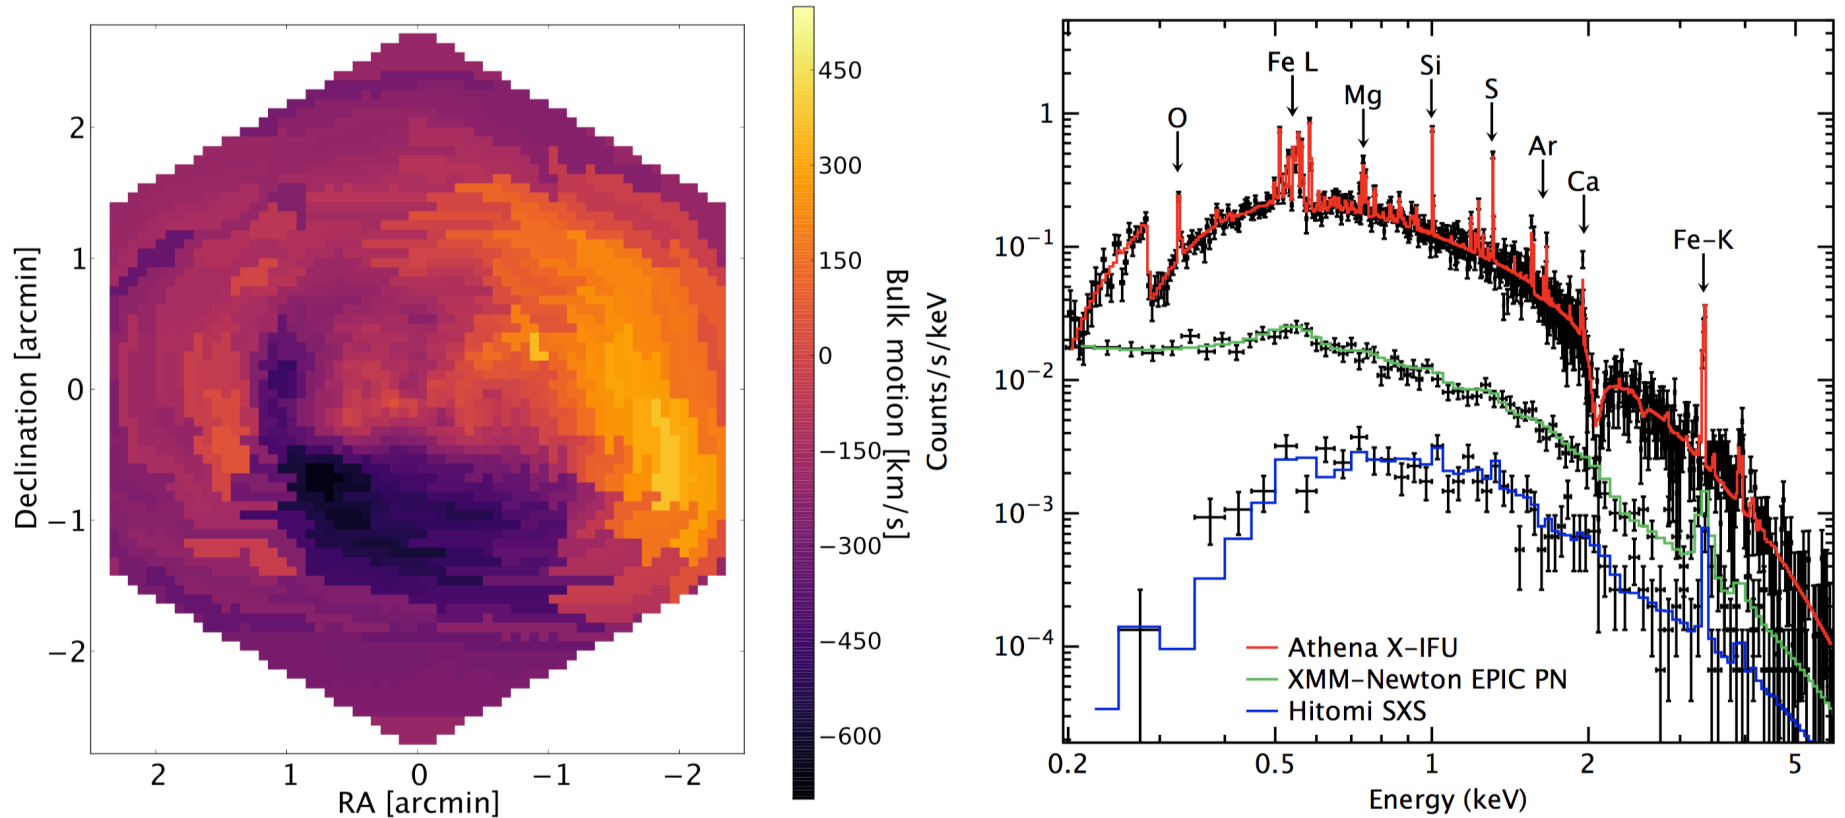 2
1
0
−1
−2
Declination [arcmin]
2
1
0
−1
−2
RA [arcmin]
450
300
150
0
−150
−300
−450
−600
Bulk motion [km/s]
Counts/s/keV
1
10−1
10−2
10−3
10−4
O
Fe L
Mg
Si
S
Ar
Ca
Fe−K
Athena X−IFU
XMM−Newton EPIC PN
Hitomi SXS
0.2
0.5
1
2
5
Energy (keV)